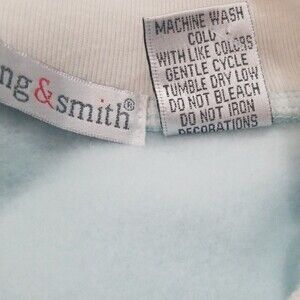 ng&smith®
MACHINE WASH
COLD
WITH LIKE COLORS
GENTLE CYCLE
TUMBLE DRY LOW
DO NOT BLEACH
DO NOT IRON
DECORATIONS